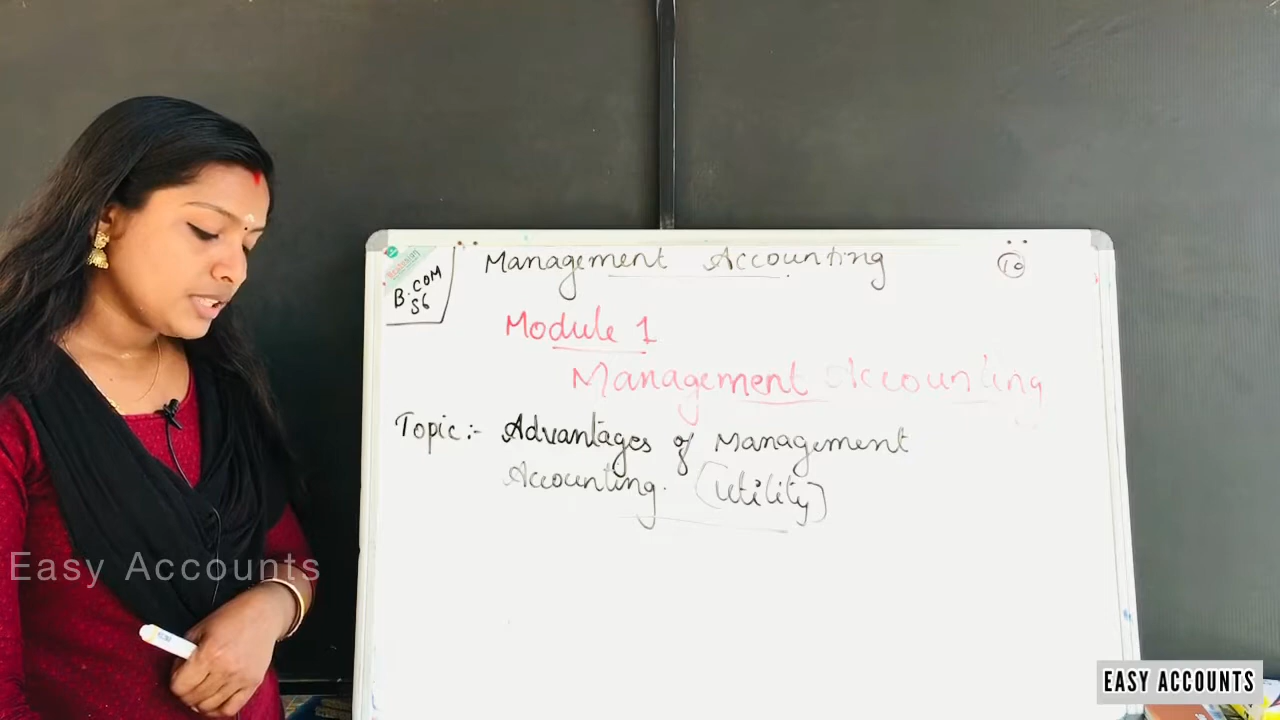 Management Accounting
10
B.COM
S6
Module 1
Management Accounting
Topic:- Advantages of Management
Accounting. (Utility)
Easy Accounts
EASY ACCOUNTS